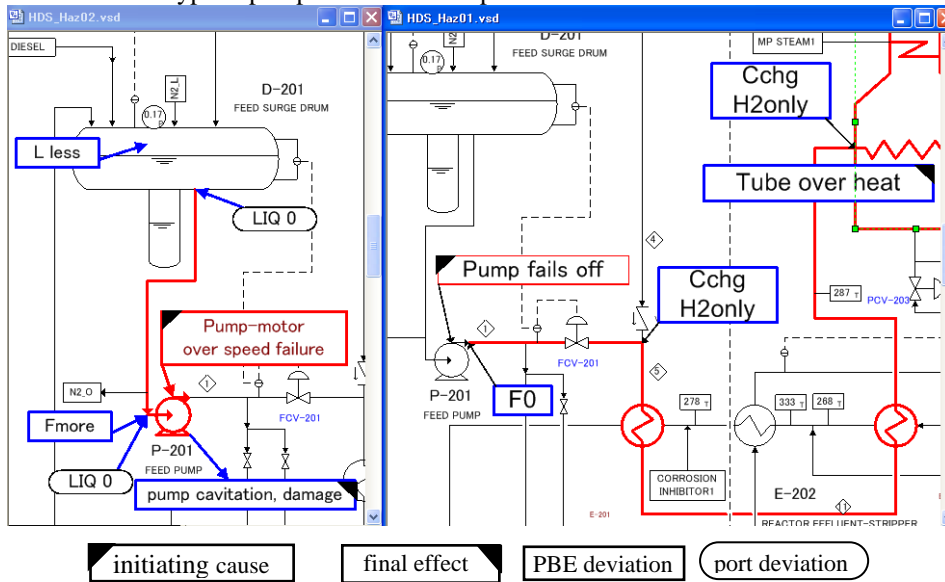 HDS_Haz02.vsd
DIESEL
N2_L
0.17
P
D-201
FEED SURGE DRUM
L less
LIQ 0
Pump-motor
over speed failure
1
N2_O
FCV-201
Fmore
P-201
FEED PUMP
LIQ 0
pump cavitation, damage
HDS_Haz01.vsd
MP STEAM1
N2
0.17
P
D-201
FEED SURGE DRUM
Cchg
H2only
Tube over heat
4
Pump fails off
Cchg
H2only
287 T
PCV-203
1
FCV-201
5
P-201
FEED PUMP
F0
278 T
333 T
268 T
CORROSION
INHIBITOR1
E-202
11
E-201
REACTOR EFFLUENT-STRIPPER
initiating cause
final effect
PBE deviation
port deviation